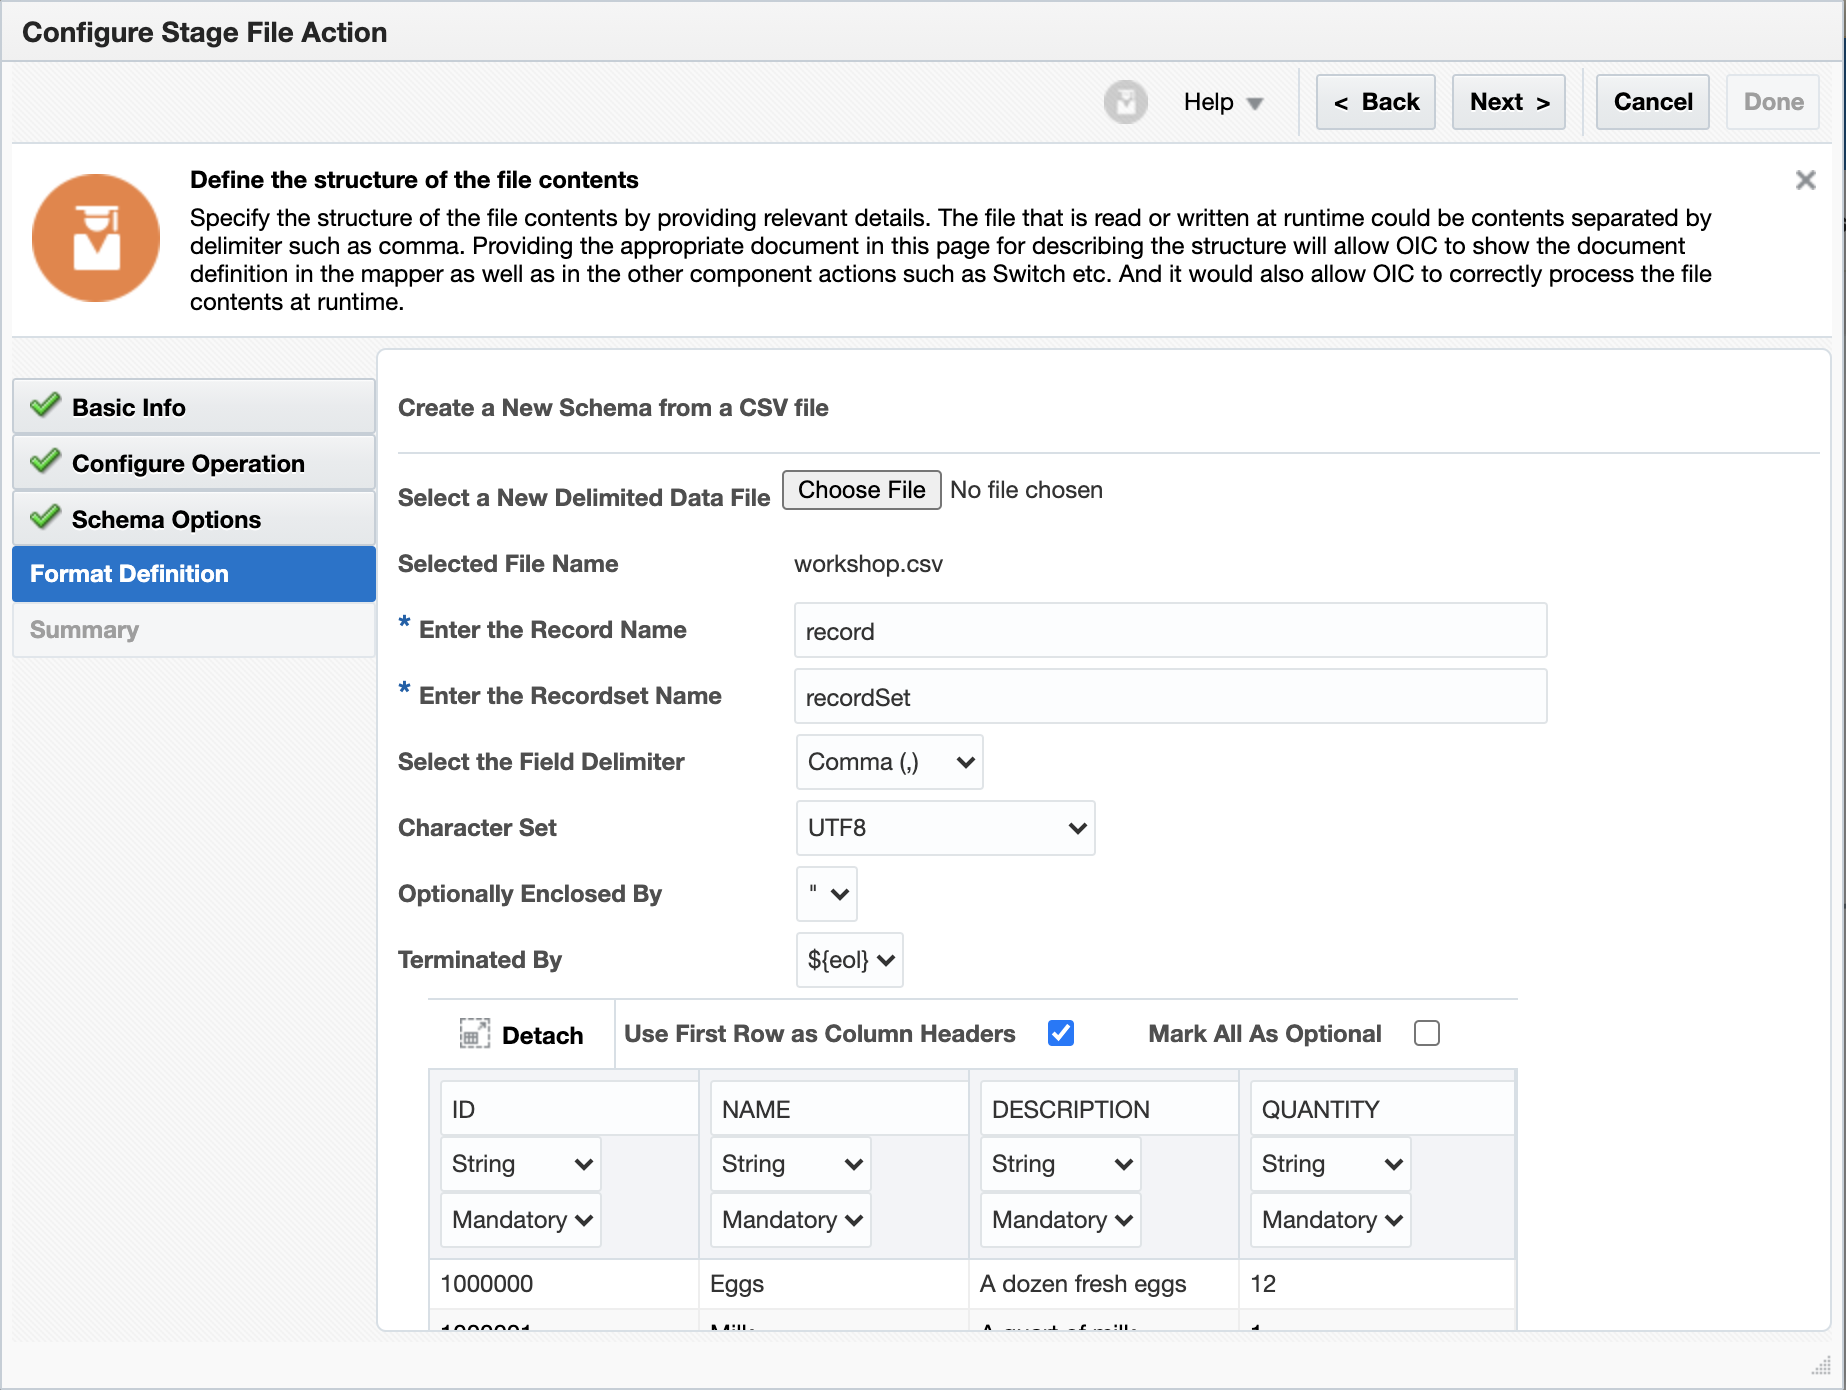 Configure Stage File Action
Help
< Back
Next >
Cancel
Done
Define the structure of the file contents
Specify the structure of the file contents by providing relevant details. The file that is read or written at runtime could be contents separated by
delimiter such as comma. Providing the appropriate document in this page for describing the structure will allow OIC to show the document
definition in the mapper as well as in the other component actions such as Switch etc. And it would also allow OIC to correctly process the file
contents at runtime.
Basic Info
Configure Operation
Schema Options
Format Definition
Summary
Create a New Schema from a CSV file
Select a New Delimited Data File Choose File No file chosen
Selected File Name workshop.csv
* Enter the Record Name record
* Enter the Recordset Name recordSet
Select the Field Delimiter Comma (,)
Character Set UTF8
Optionally Enclosed By "
Terminated By ${eol}
Detach Use First Row as Column Headers Mark All As Optional
ID NAME DESCRIPTION QUANTITY
String String String String
Mandatory Mandatory Mandatory Mandatory
1000000 Eggs A dozen fresh eggs 12
1000001 Milk A quart of milk 1